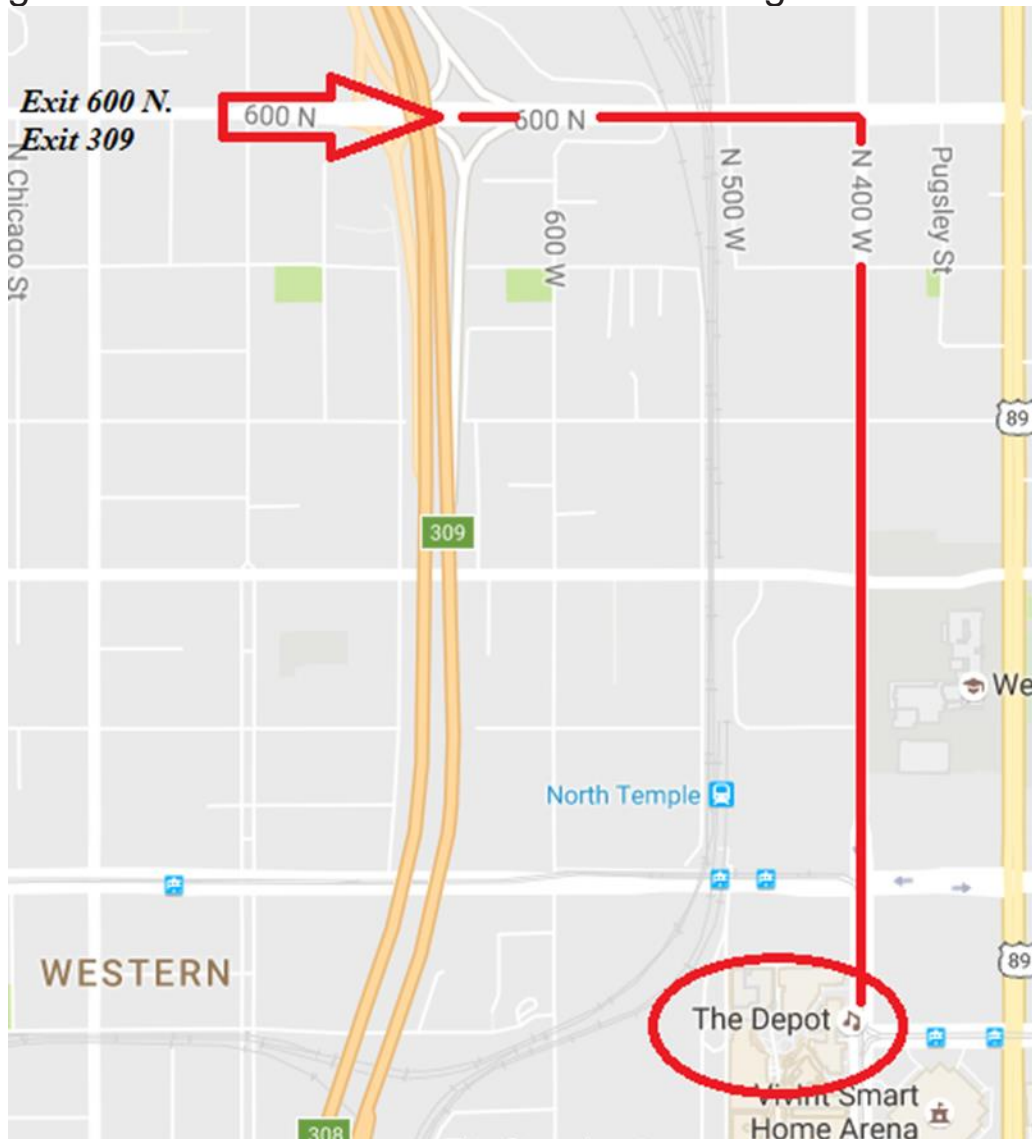 Exit 600 N.
Exit 309
600 N
600 N
N Chicago St
600 W
N 500 W
N 400 W
Pugsley St
89
309
We
North Temple
WESTERN
89
The Depot
Vivint Smart
Home Arena
308